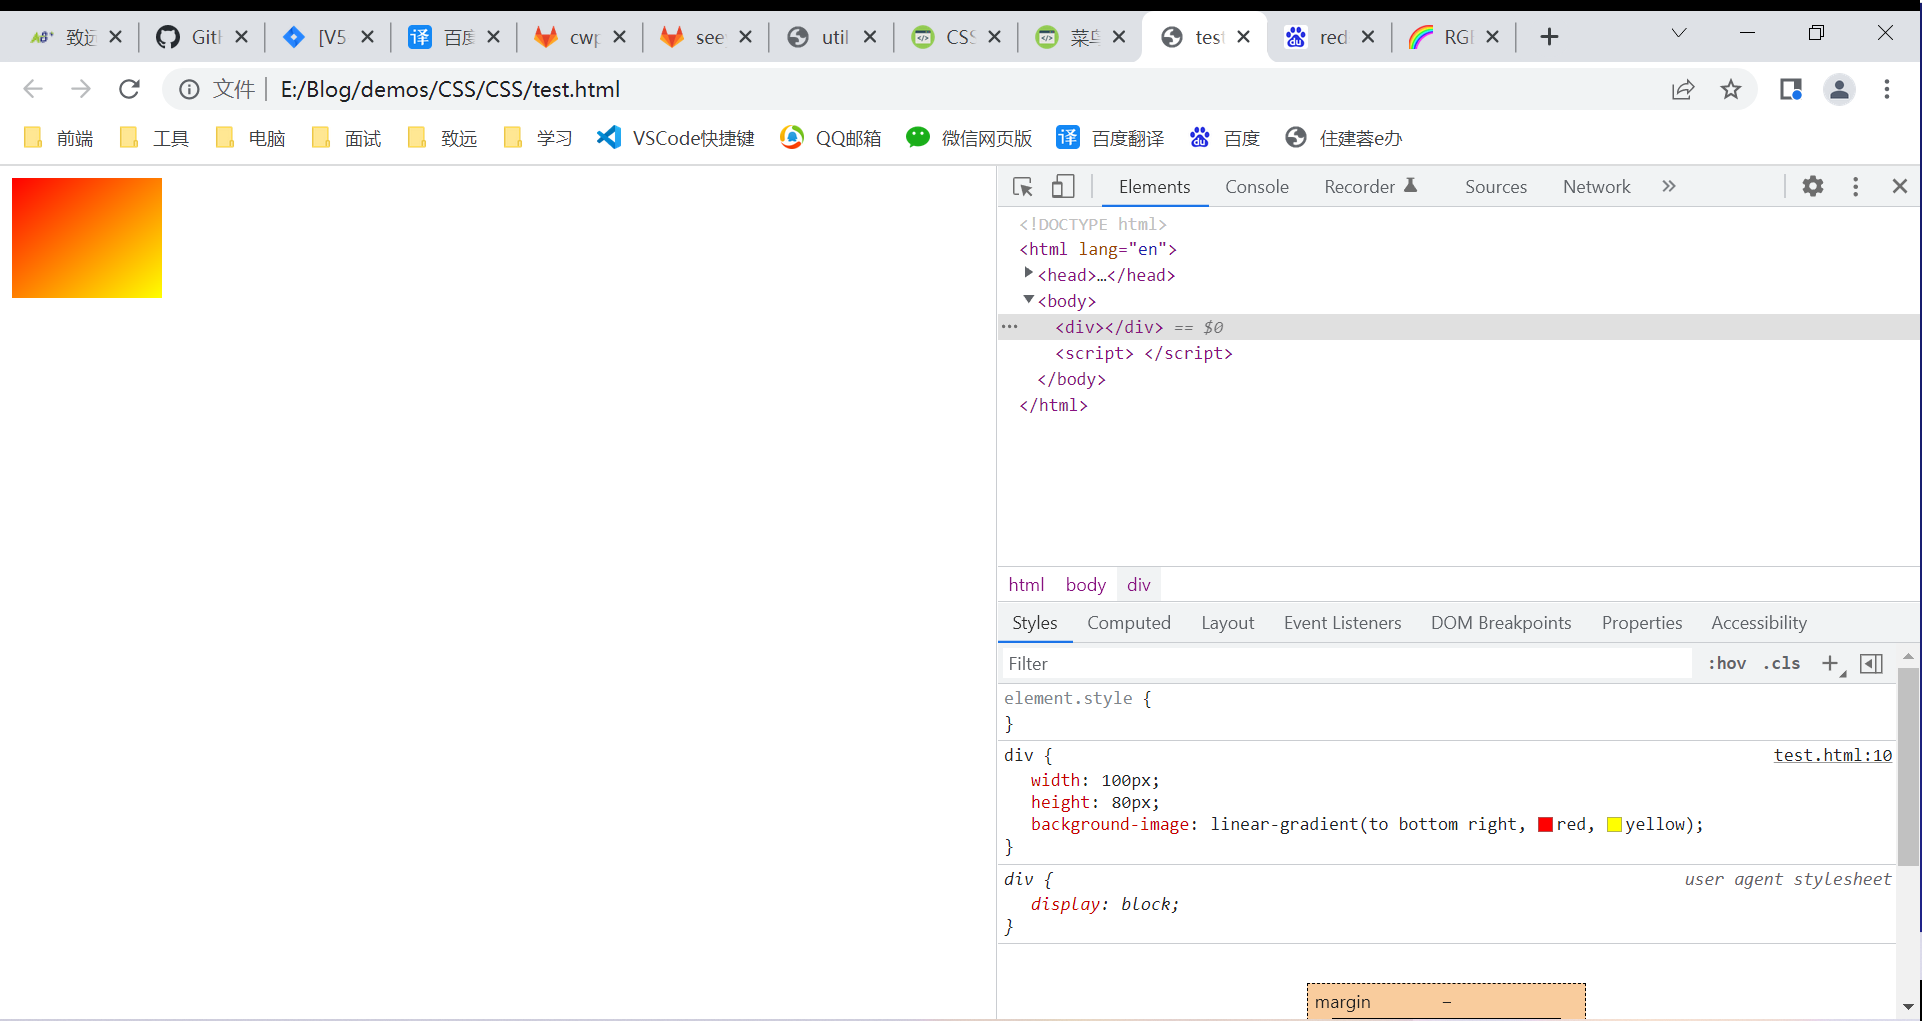 致远 Gitl [V5 百度 cwp see util CSS 菜鸟 test red RGI
文件 E:/Blog/demos/CSS/CSS/test.html
前端 工具 电脑 面试 致远 学习 VSCode快捷键 QQ邮箱 微信网页版 译 百度翻译 百度 住建蓉e办
Elements Console Recorder Sources Network »
<!DOCTYPE html>
<html lang="en">
<head>…</head>
<body>
<div></div> == $0
<script> </script>
</body>
</html>
html body div
Styles Computed Layout Event Listeners DOM Breakpoints Properties Accessibility
Filter :hov .cls +
element.style {
}
div { test.html:10
width: 100px;
height: 80px;
background-image: linear-gradient(to bottom right, red, yellow);
}
div { user agent stylesheet
display: block;
}
margin –